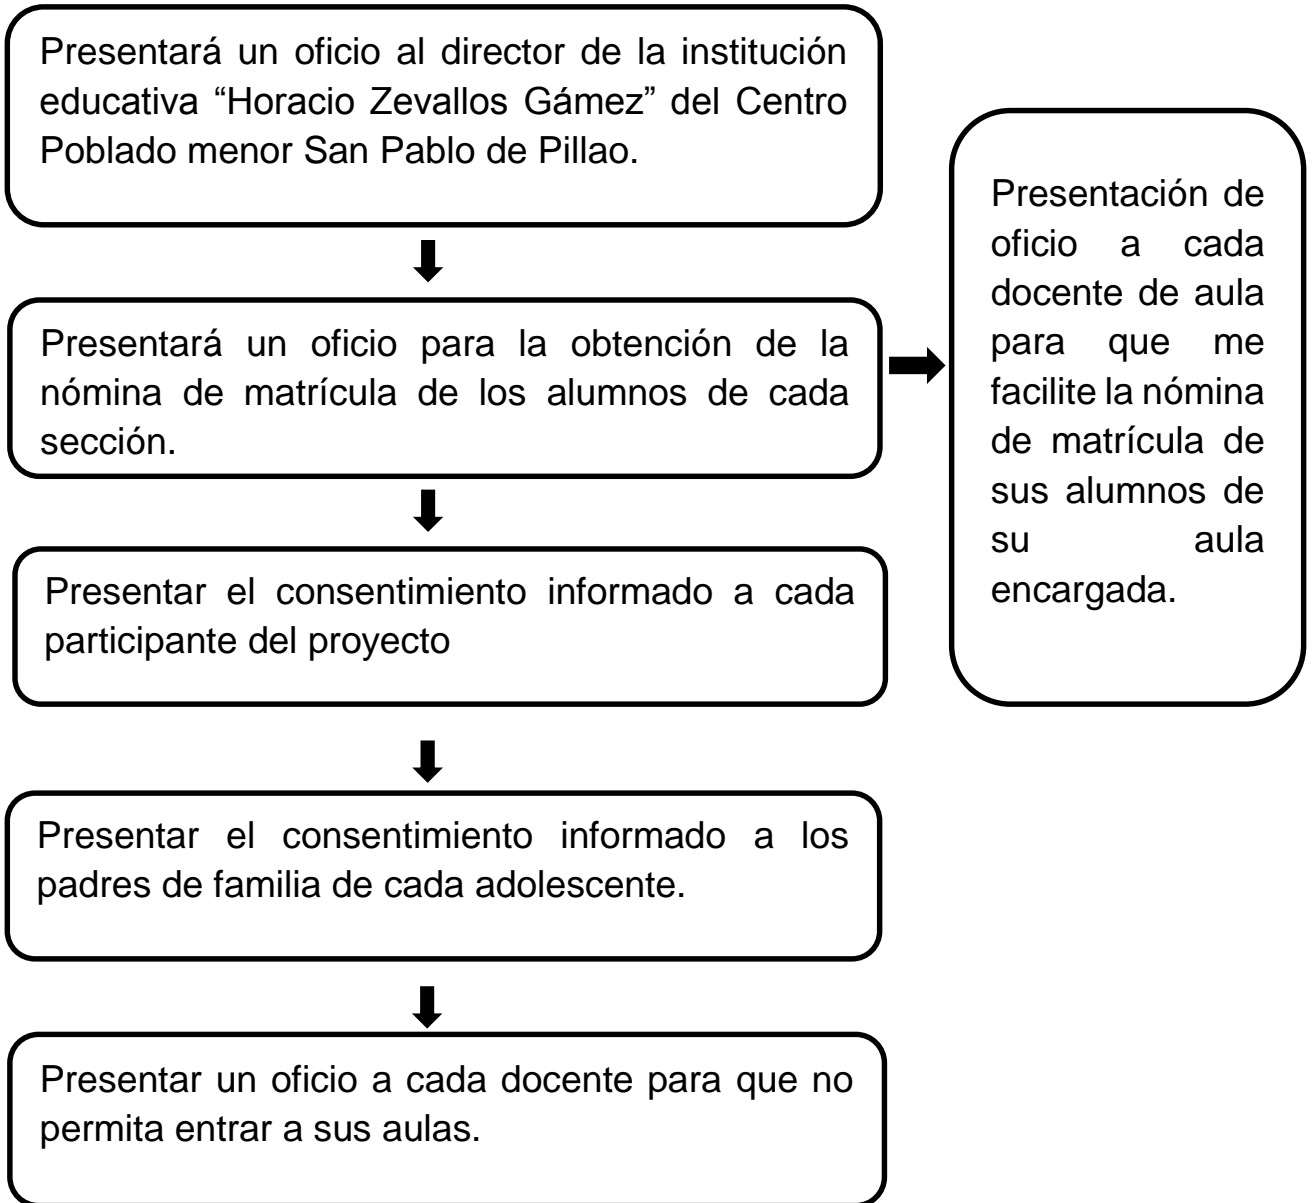 Presentará un oficio al director de la institución
educativa “Horacio Zevallos Gámez” del Centro
Poblado menor San Pablo de Pillao.
Presentará un oficio para la obtención de la
nómina de matrícula de los alumnos de cada
sección.
Presentación de
oficio a cada
docente de aula
para que me
facilite la nómina
de matrícula de
sus alumnos de
su aula
encargada.
Presentar el consentimiento informado a cada
participante del proyecto
Presentar el consentimiento informado a los
padres de familia de cada adolescente.
Presentar un oficio a cada docente para que no
permita entrar a sus aulas.